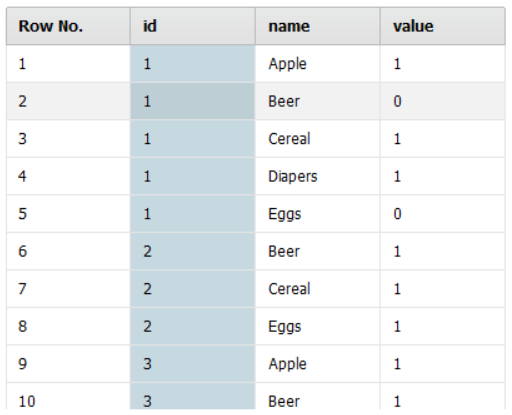 Row No. id name value
1 1 Apple 1
2 1 Beer 0
3 1 Cereal 1
4 1 Diapers 1
5 1 Eggs 0
6 2 Beer 1
7 2 Cereal 1
8 2 Eggs 1
9 3 Apple 1
10 3 Beer 1